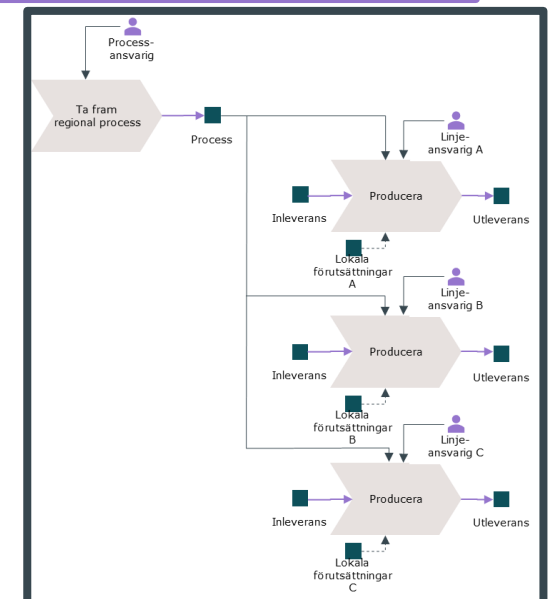 Process-
ansvarig
Ta fram
regional process
Process
Linje-
ansvarig A
Producera
Inleverans
Utleverans
Lokala
förutsättningar
A
Linje-
ansvarig B
Producera
Inleverans
Utleverans
Lokala
förutsättningar
B
Linje-
ansvarig C
Producera
Inleverans
Utleverans
Lokala
förutsättningar
C